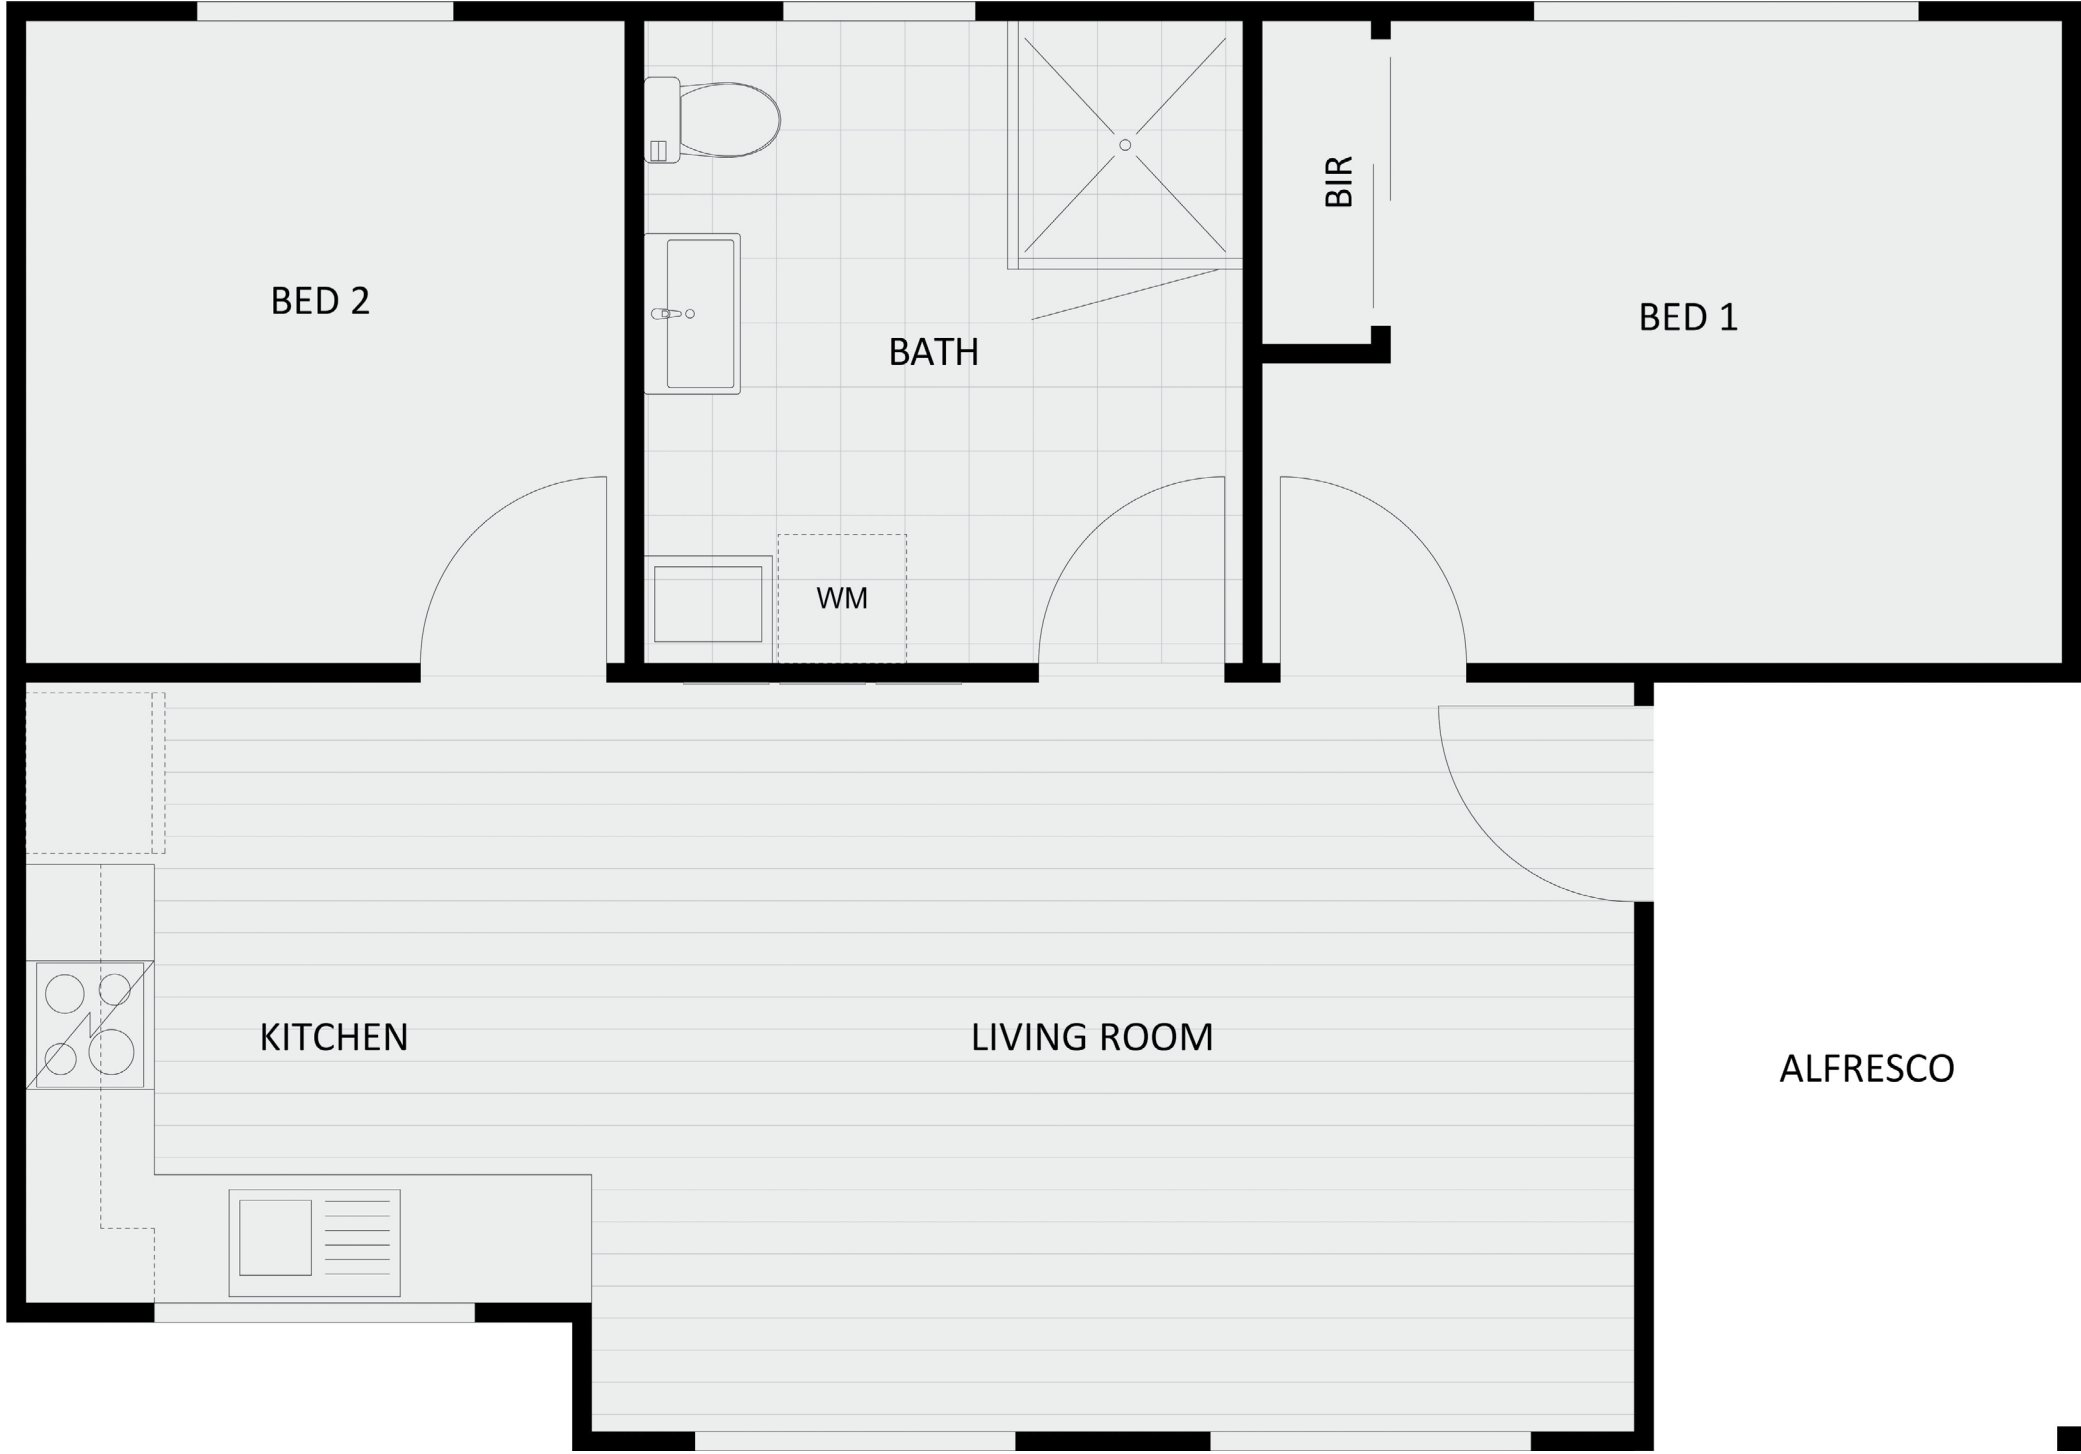 BIR
BED 2
BED 1
BATH
WM
KITCHEN
LIVING ROOM
ALFRESCO